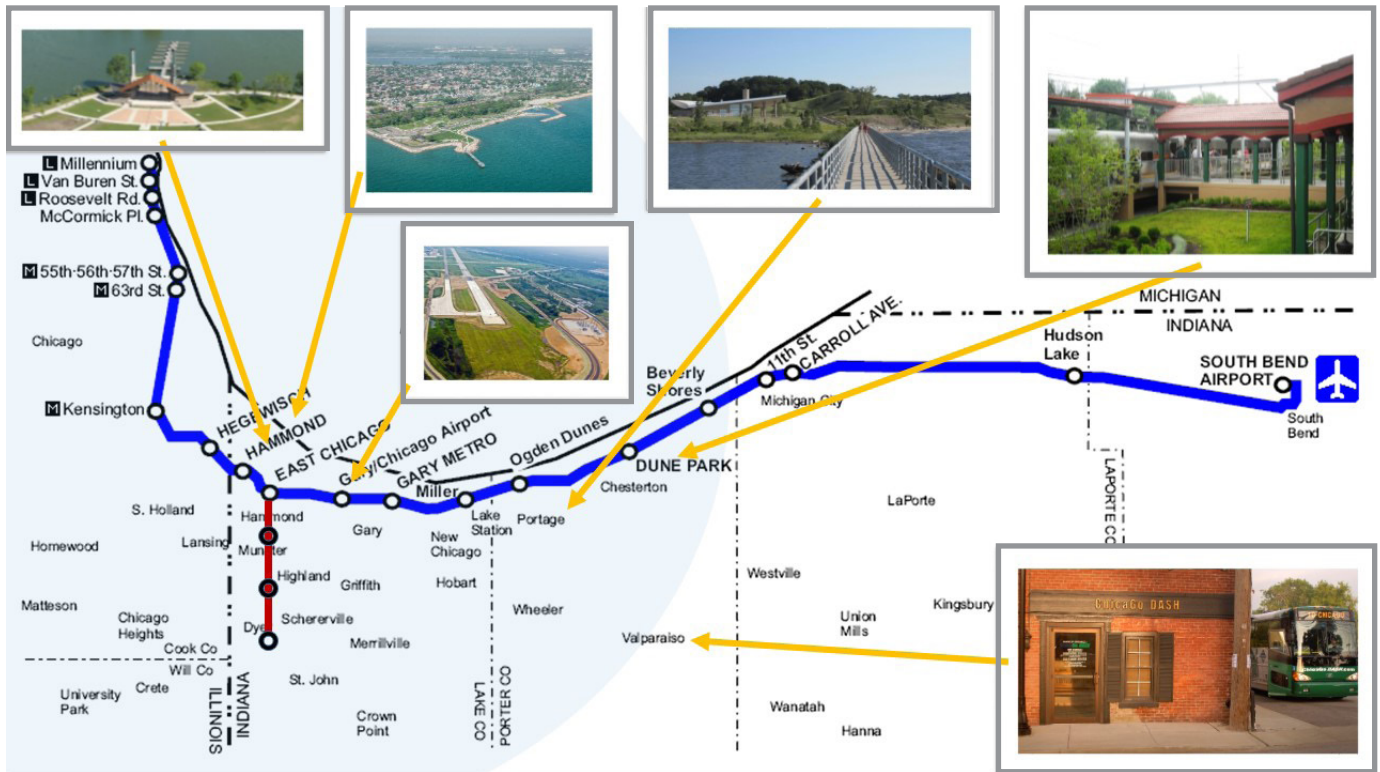 L Millennium
L Van Buren St.
L Roosevelt Rd.
McCormick Pl.
M 55th-56th-57th St.
M 63rd St.
Chicago
M Kensington
HEGEWISCH
HAMMOND
EAST CHICAGO
Gary/Chicago Airport
GARY METRO
Miller
Ogden Dunes
DUNE PARK
Beverly
Shores
11th St.
CARROLL AVE.
Michigan City
Hudson
Lake
SOUTH BEND
AIRPORT
South
Bend
MICHIGAN
INDIANA
LAPORTE CO
S. Holland
Homewood
Lansing
Hammond
Munster
Highland
Griffith
Gary
Lake
Station
New
Chicago
Hobart
Portage
Chesterton
LaPorte
Matteson
Chicago
Heights
Cook Co
Will Co
Dyer
Schererville
Merrillville
Wheeler
Valparaiso
Westville
Union
Mills
Kingsbury
University
Park
Crete
ILLINOIS
INDIANA
St. John
Crown
Point
LAKE CO
PORTER CO
Wanatah
Hanna
ChicaGo DASH